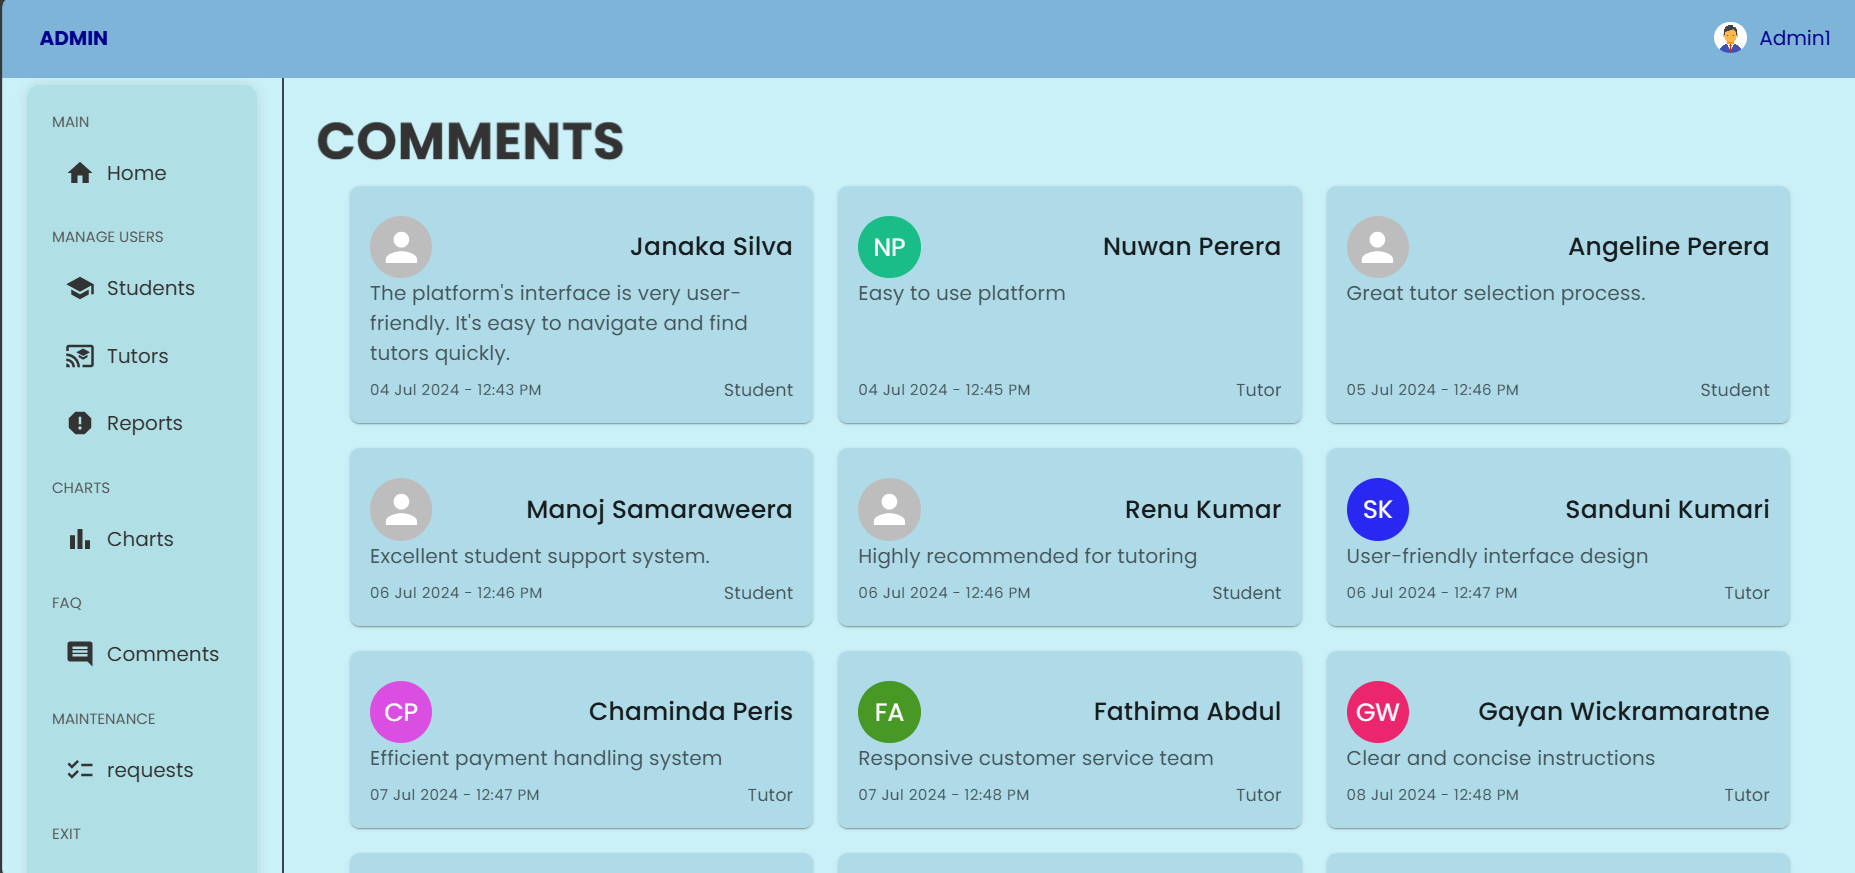 ADMIN
Admin1
MAIN
Home
MANAGE USERS
Students
Tutors
Reports
CHARTS
Charts
FAQ
Comments
MAINTENANCE
requests
EXIT
COMMENTS
Janaka Silva
The platform's interface is very user-
friendly. It's easy to navigate and find
tutors quickly.
04 Jul 2024 - 12:43 PM
Student
NP
Nuwan Perera
Easy to use platform
04 Jul 2024 - 12:45 PM
Tutor
Angeline Perera
Great tutor selection process.
05 Jul 2024 - 12:46 PM
Student
Manoj Samaraweera
Excellent student support system.
06 Jul 2024 - 12:46 PM
Student
Renu Kumar
Highly recommended for tutoring
06 Jul 2024 - 12:46 PM
Student
SK
Sanduni Kumari
User-friendly interface design
06 Jul 2024 - 12:47 PM
Tutor
CP
Chaminda Peris
Efficient payment handling system
07 Jul 2024 - 12:47 PM
Tutor
FA
Fathima Abdul
Responsive customer service team
07 Jul 2024 - 12:48 PM
Tutor
GW
Gayan Wickramaratne
Clear and concise instructions
08 Jul 2024 - 12:48 PM
Tutor